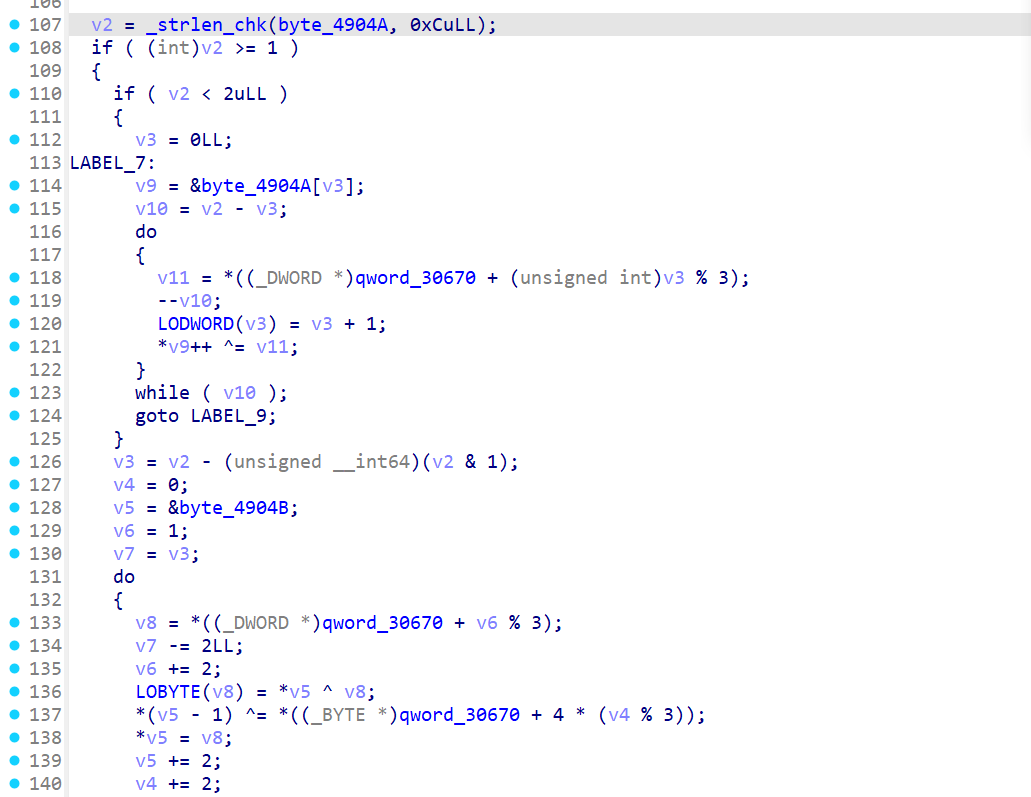 106
107 v2 = _strlen_chk(byte_4904A, 0xCuLL);
108 if ( (int)v2 >= 1 )
109 {
110 if ( v2 < 2uLL )
111 {
112 v3 = 0LL;
113 LABEL_7:
114 v9 = &byte_4904A[v3];
115 v10 = v2 - v3;
116 do
117 {
118 v11 = *((_DWORD *)qword_30670 + (unsigned int)v3 % 3);
119 --v10;
120 LODWORD(v3) = v3 + 1;
121 *v9++ ^= v11;
122 }
123 while ( v10 );
124 goto LABEL_9;
125 }
126 v3 = v2 - (unsigned __int64)(v2 & 1);
127 v4 = 0;
128 v5 = &byte_4904B;
129 v6 = 1;
130 v7 = v3;
131 do
132 {
133 v8 = *((_DWORD *)qword_30670 + v6 % 3);
134 v7 -= 2LL;
135 v6 += 2;
136 LOBYTE(v8) = *v5 ^ v8;
137 *(v5 - 1) ^= *((_BYTE *)qword_30670 + 4 * (v4 % 3));
138 *v5 = v8;
139 v5 += 2;
140 v4 += 2;